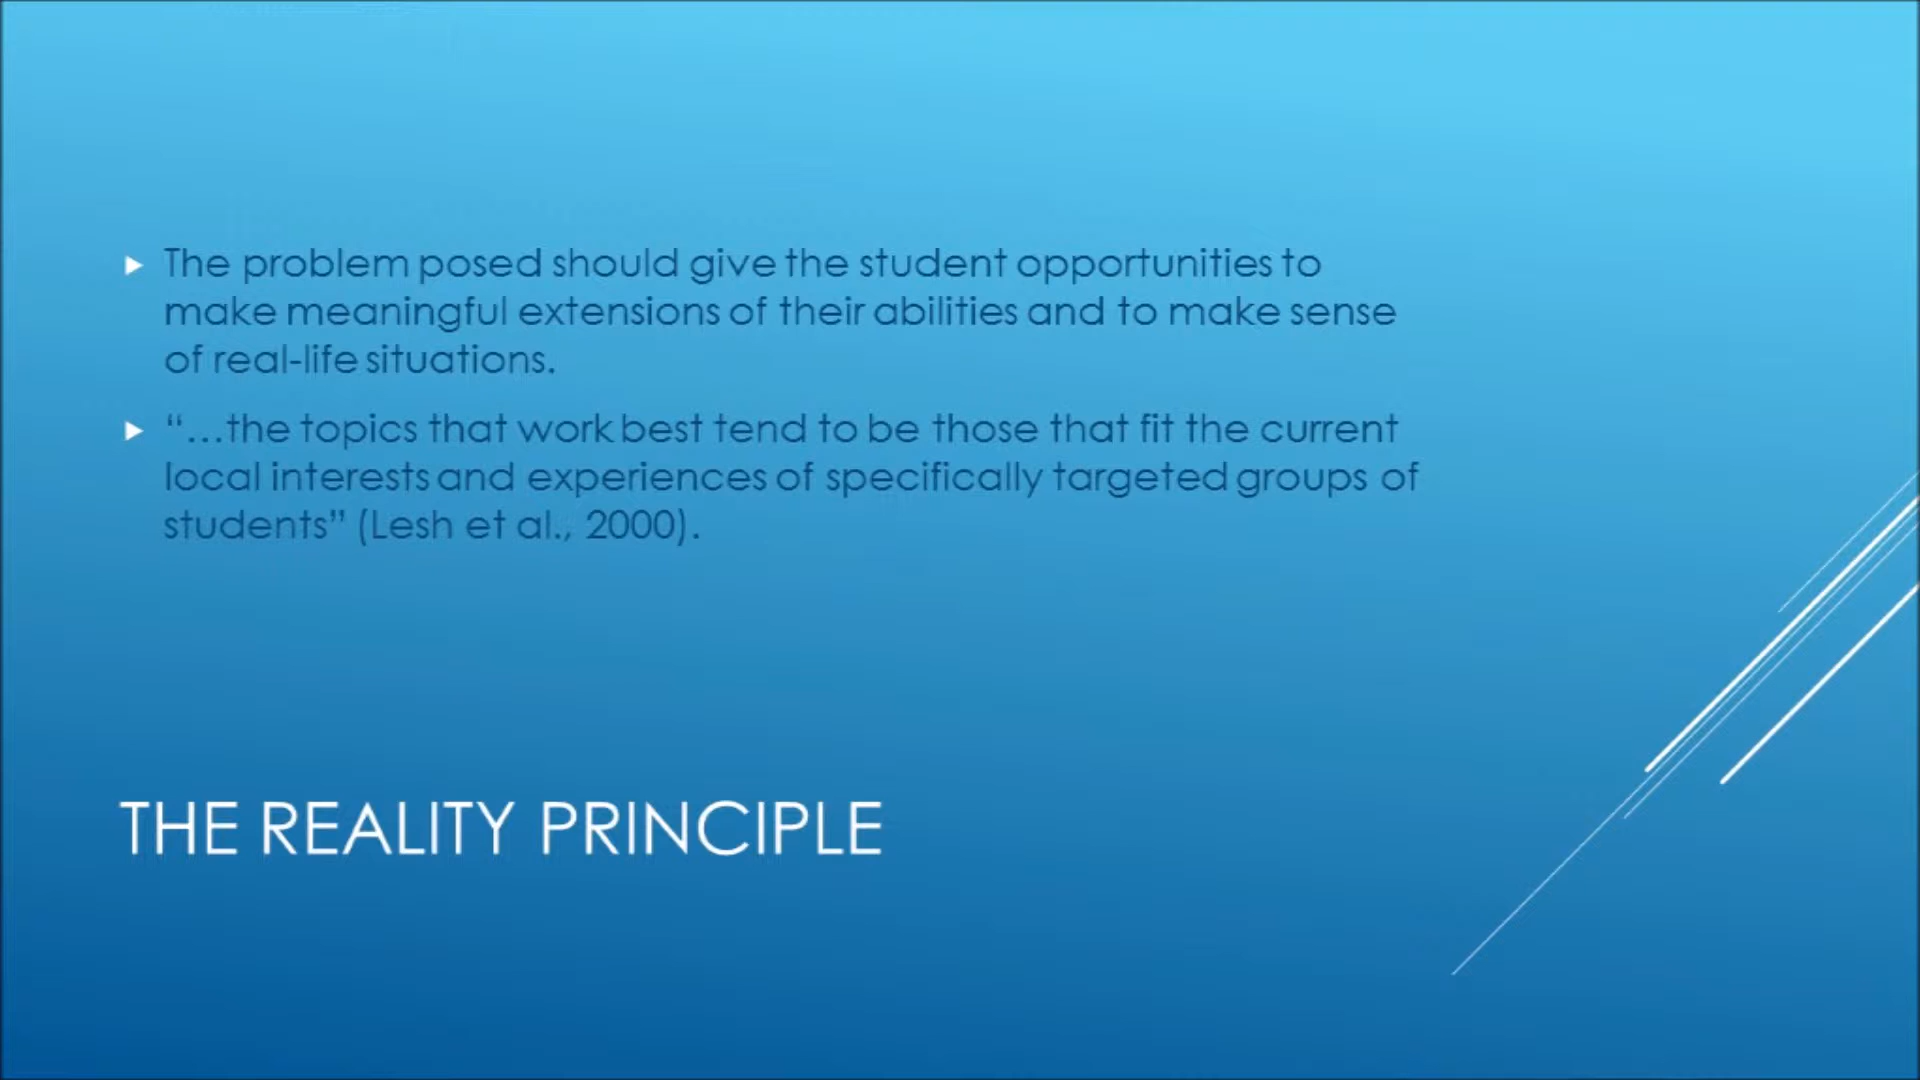 The problem posed should give the student opportunities to
make meaningful extensions of their abilities and to make sense
of real-life situations.
“…the topics that work best tend to be those that fit the current
local interests and experiences of specifically targeted groups of
students” (Lesh et al., 2000).
THE REALITY PRINCIPLE